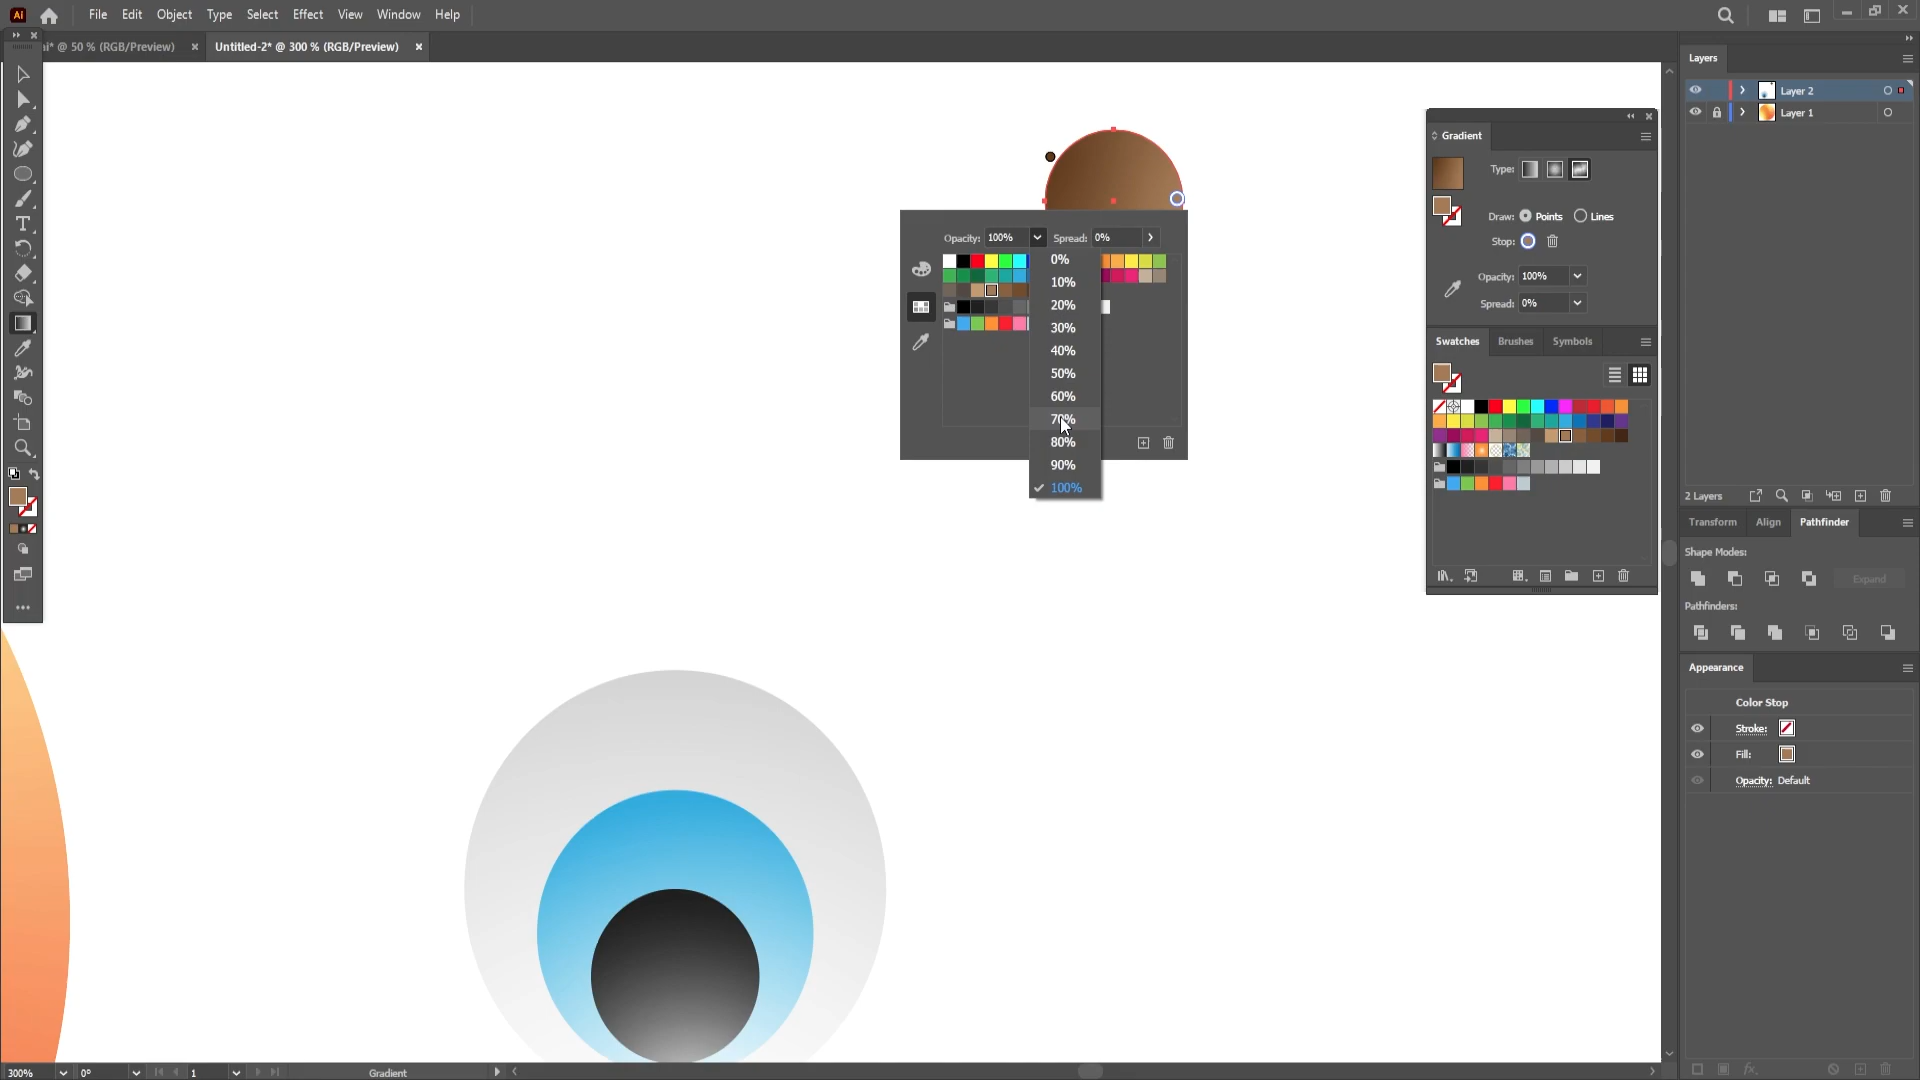 Ai
File Edit Object Type Select Effect View Window Help
ai* @ 50 % (RGB/Preview) ×
Untitled-2* @ 300 % (RGB/Preview) ×
Layers
Layer 2
Layer 1
Gradient
Type:
Draw: Points Lines
Stop:
Opacity: 100%
Spread: 0%
Opacity: 100% Spread: 0%
0%
10%
20%
30%
40%
50%
60%
70%
80%
90%
100%
Swatches Brushes Symbols
2 Layers
Transform Align Pathfinder
Shape Modes:
Expand
Pathfinders:
Appearance
Color Stop
Stroke:
Fill:
Opacity: Default
fx
300% 0° 1 Gradient